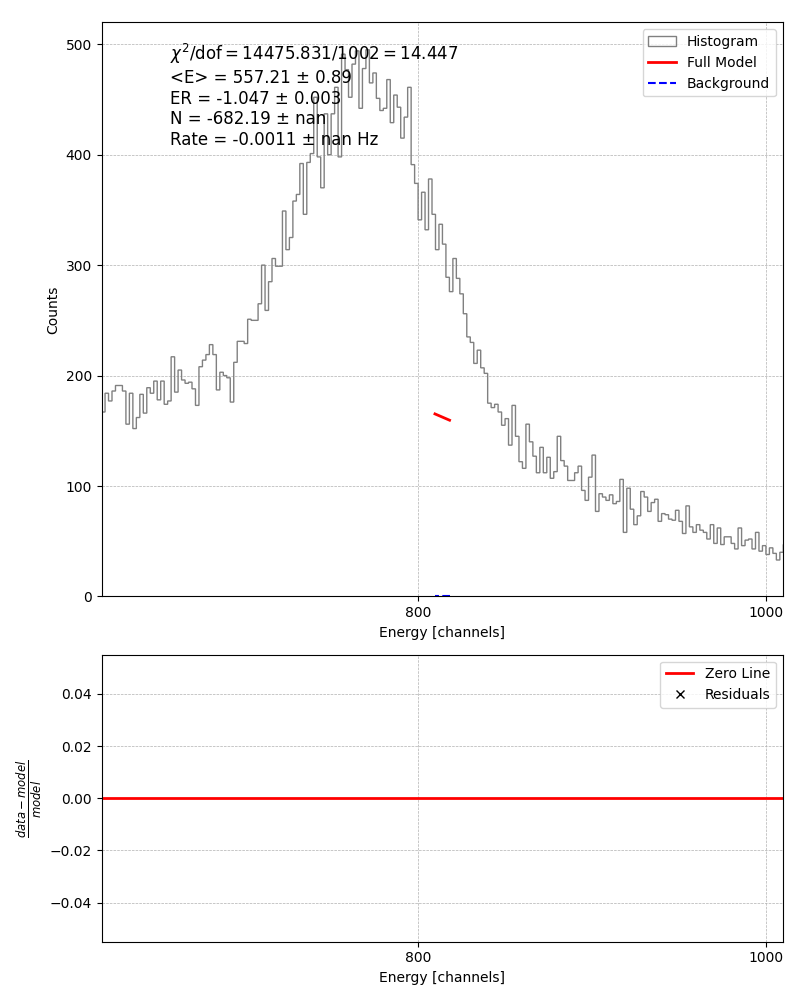 χ²/dof = 14475.831/1002 = 14.447
<E> = 557.21 ± 0.89
ER = -1.047 ± 0.003
N = -682.19 ± nan
Rate = -0.0011 ± nan Hz
Histogram
Full Model
Background
500
400
300
200
100
0
Counts
800
1000
Energy [channels]
Zero Line
Residuals
0.04
0.02
0.00
−0.02
−0.04
data − model
model
800
1000
Energy [channels]